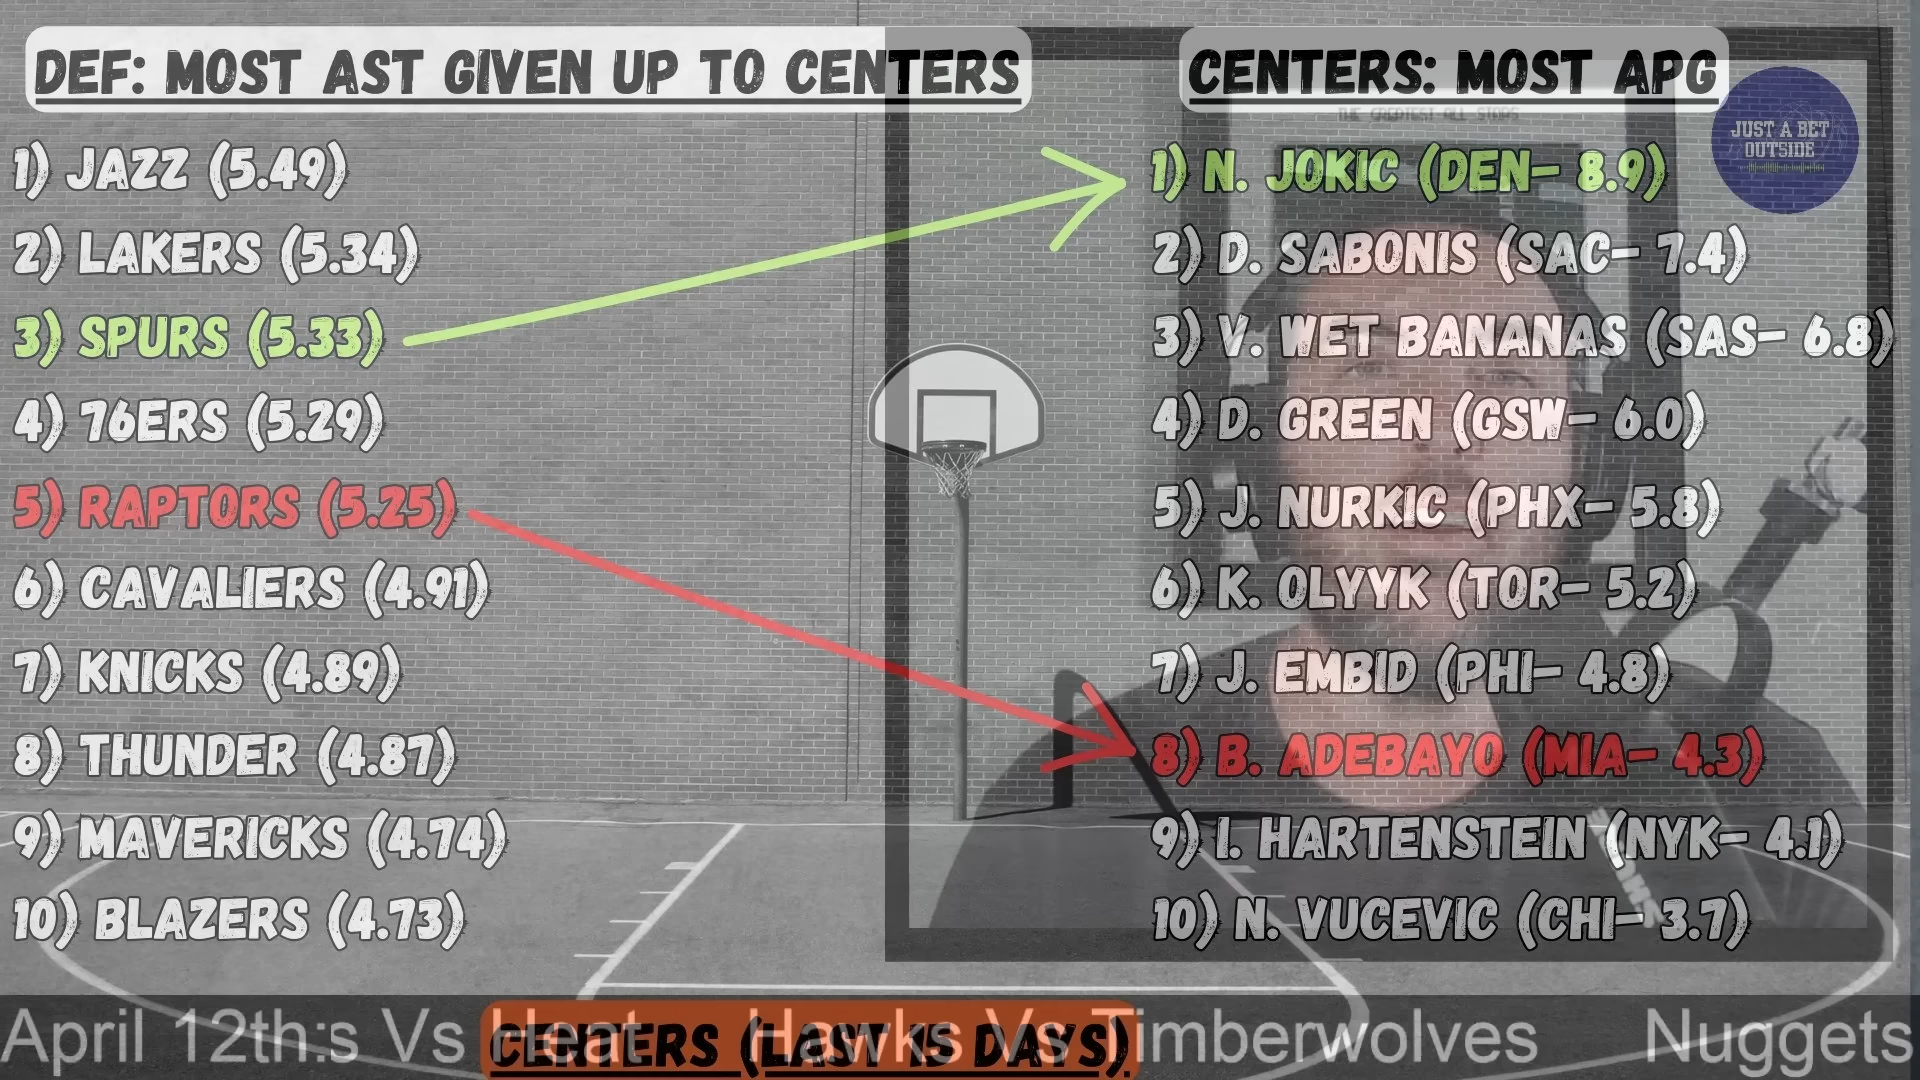 DEF: MOST AST GIVEN UP TO CENTERS
1) JAZZ (5.49)
2) LAKERS (5.34)
3) SPURS (5.33)
4) 76ERS (5.29)
5) RAPTORS (5.25)
6) CAVALIERS (4.91)
7) KNICKS (4.89)
8) THUNDER (4.87)
9) MAVERICKS (4.74)
10) BLAZERS (4.73)
CENTERS: MOST APG
THE GREATEST ALL STARS
JUST A BET
OUTSIDE
1) N. JOKIC (DEN- 8.9)
2) D. SABONIS (SAC- 7.4)
3) V. WET BANANAS (SAS- 6.8)
4) D. GREEN (GSW- 6.0)
5) J. NURKIC (PHX- 5.8)
6) K. OLYYK (TOR- 5.2)
7) J. EMBID (PHI- 4.8)
8) B. ADEBAYO (MIA- 4.3)
9) I. HARTENSTEIN (NYK- 4.1)
10) N. VUCEVIC (CHI- 3.7)
CENTERS (LAST 15 DAYS)
April 12th:s Vs Heat Hawks Vs Timberwolves Nuggets